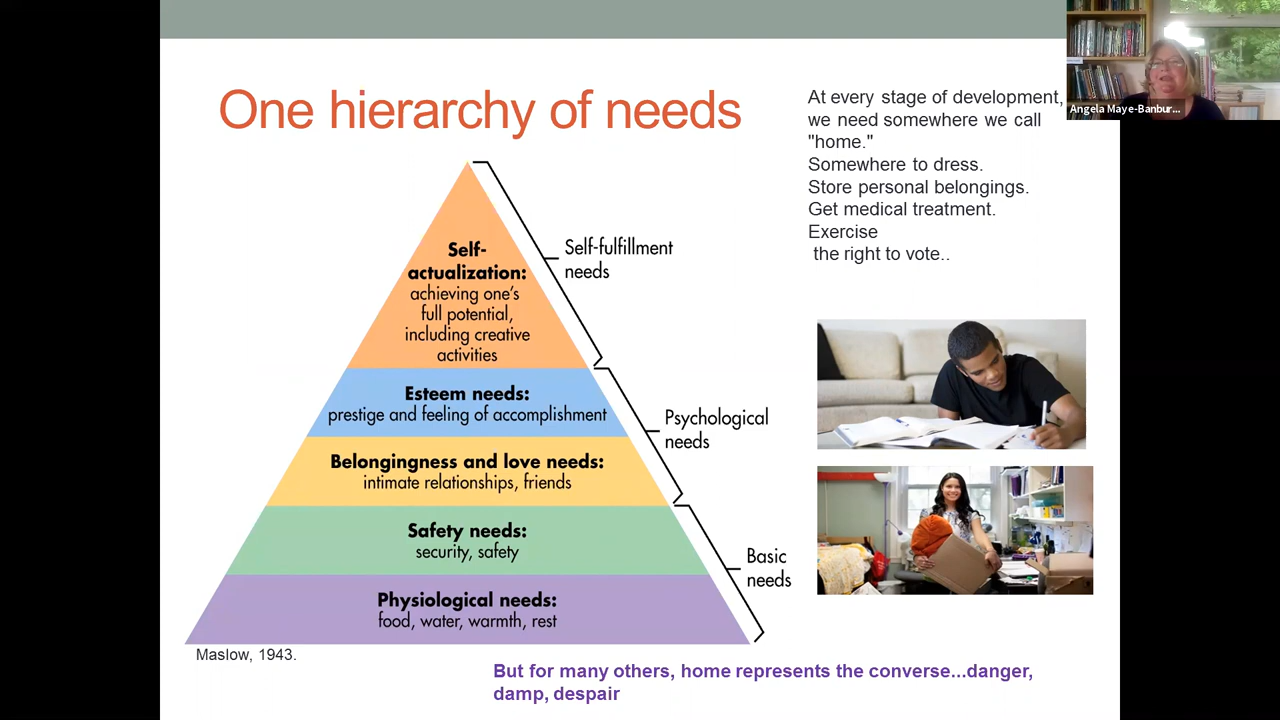 One hierarchy of needs
At every stage of development,
we need somewhere we call
"home."
Somewhere to dress.
Store personal belongings.
Get medical treatment.
Exercise
the right to vote..
Angela Maye-Banbur...
Self-
actualization:
achieving one's
full potential,
including creative
activities
Self-fulfillment
needs
Esteem needs:
prestige and feeling of accomplishment
Belongingness and love needs:
intimate relationships, friends
Psychological
needs
Safety needs:
security, safety
Physiological needs:
food, water, warmth, rest
Basic
needs
Maslow, 1943.
But for many others, home represents the converse...danger,
damp, despair